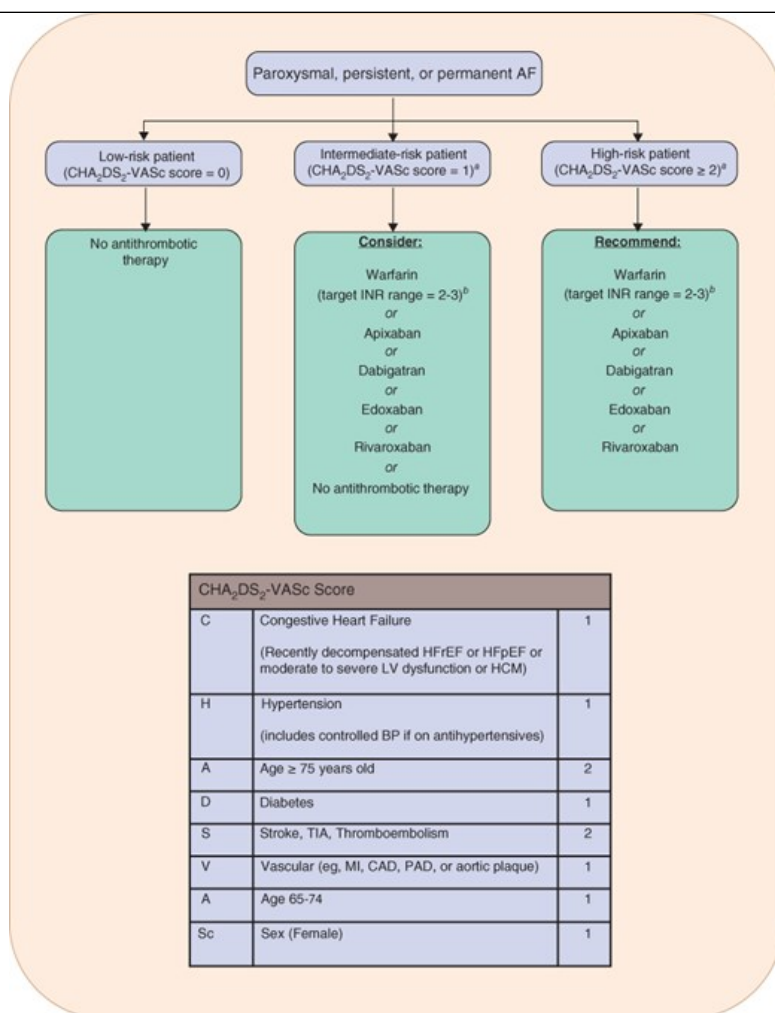 Paroxysmal, persistent, or permanent AF
Low-risk patient
(CHA₂DS₂-VASc score = 0)
Intermediate-risk patient
(CHA₂DS₂-VASc score = 1)ᵃ
High-risk patient
(CHA₂DS₂-VASc score ≥ 2)ᵃ
No antithrombotic
therapy
Consider:
Warfarin
(target INR range = 2-3)ᵇ
or
Apixaban
or
Dabigatran
or
Edoxaban
or
Rivaroxaban
or
No antithrombotic therapy
Recommend:
Warfarin
(target INR range = 2-3)ᵇ
or
Apixaban
or
Dabigatran
or
Edoxaban
or
Rivaroxaban
CHA₂DS₂-VASc Score
C Congestive Heart Failure 1
(Recently decompensated HFrEF or HFpEF or
moderate to severe LV dysfunction or HCM)
H Hypertension 1
(includes controlled BP if on antihypertensives)
A Age ≥ 75 years old 2
D Diabetes 1
S Stroke, TIA, Thromboembolism 2
V Vascular (eg, MI, CAD, PAD, or aortic plaque) 1
A Age 65-74 1
Sc Sex (Female) 1